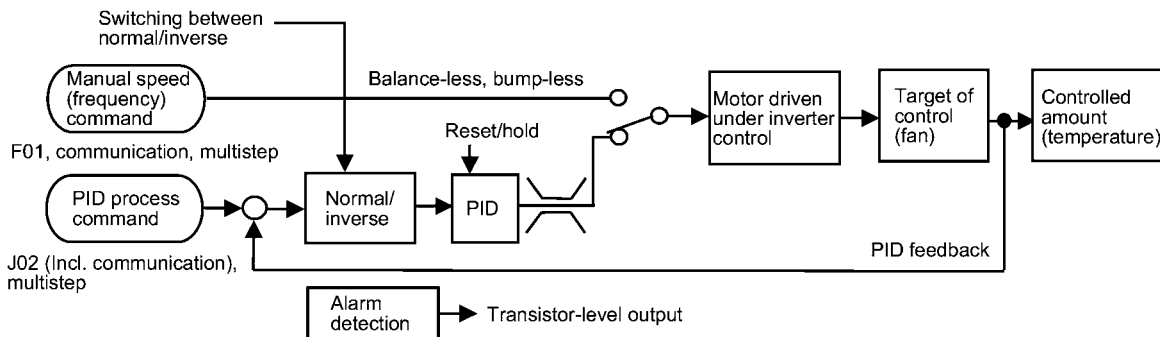 Switching between
normal/inverse
Manual speed
(frequency)
command
Balance-less, bump-less
F01, communication, multistep
Reset/hold
Motor driven
under inverter
control
Target of
control
(fan)
Controlled
amount
(temperature)
PID process
command
Normal/
inverse
PID
J02 (Incl. communication),
multistep
PID feedback
Alarm
detection
Transistor-level output